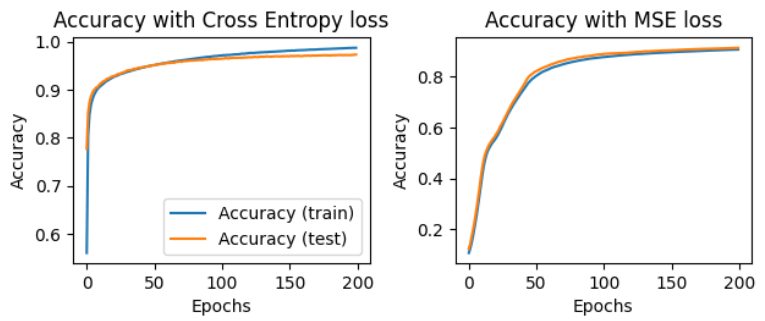 Accuracy with Cross Entropy loss
1.0
0.9
0.8
0.7
0.6
Accuracy
Accuracy (train)
Accuracy (test)
0 50 100 150 200
Epochs
Accuracy with MSE loss
0.8
0.6
0.4
0.2
Accuracy
0 50 100 150 200
Epochs